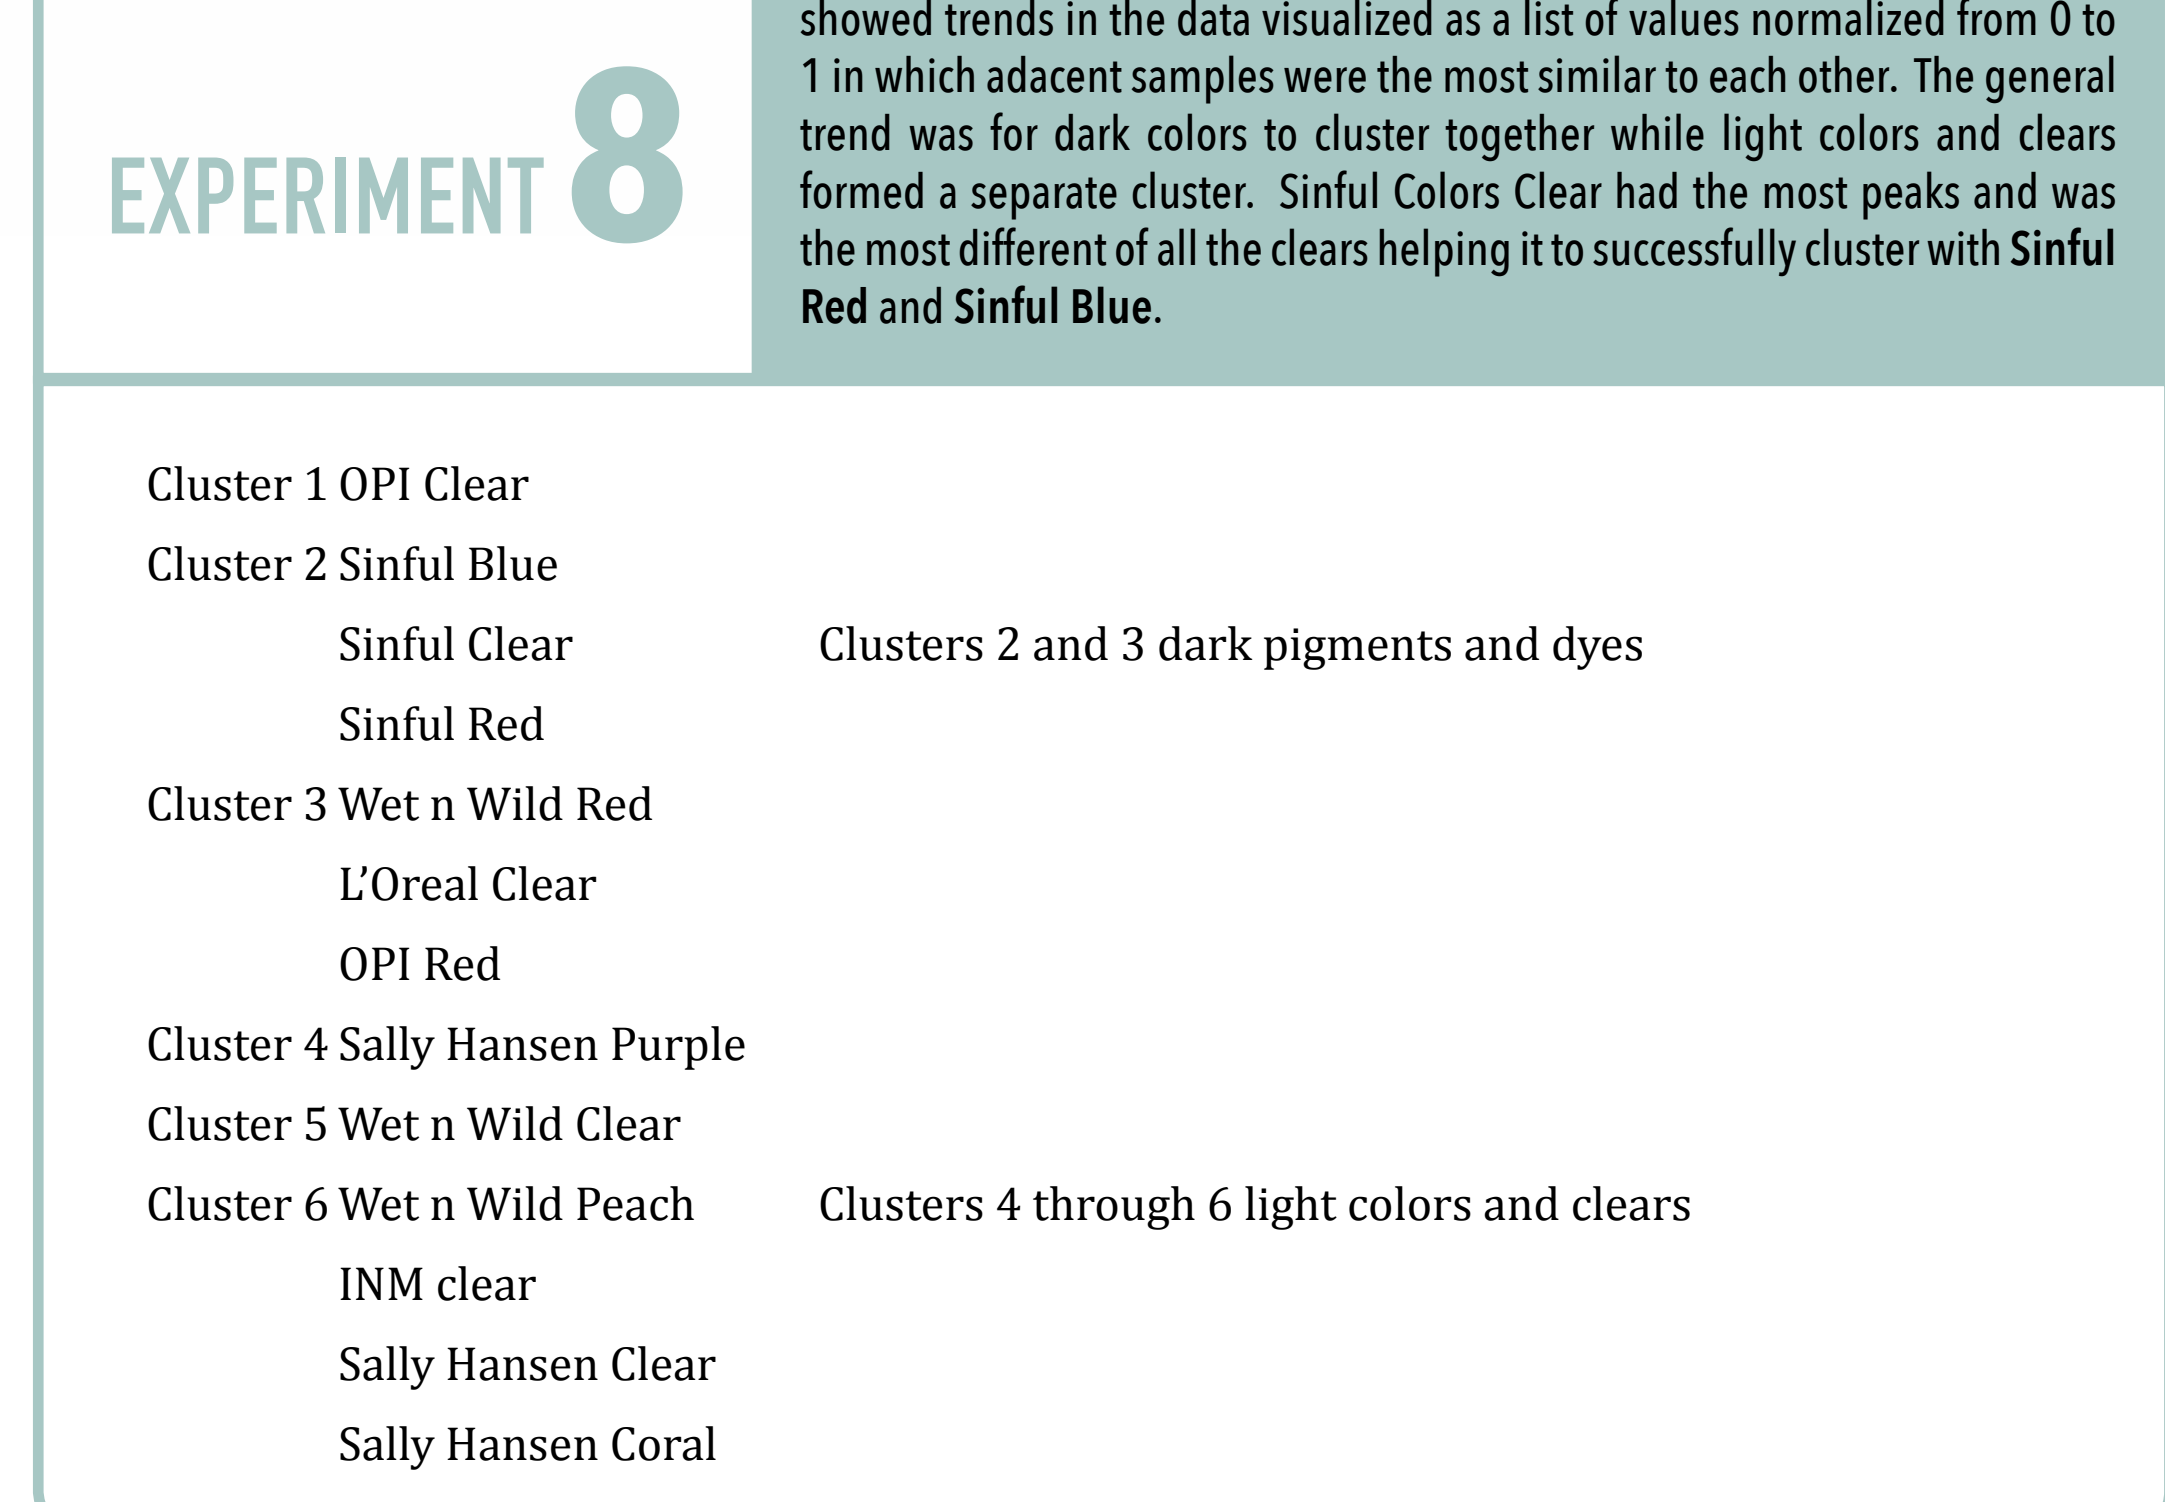 EXPERIMENT 8
showed trends in the data visualized as a list of values normalized from 0 to
1 in which adacent samples were the most similar to each other. The general
trend was for dark colors to cluster together while light colors and clears
formed a separate cluster. Sinful Colors Clear had the most peaks and was
the most different of all the clears helping it to successfully cluster with Sinful
Red and Sinful Blue.
Cluster 1 OPI Clear
Cluster 2 Sinful Blue
Sinful Clear Clusters 2 and 3 dark pigments and dyes
Sinful Red
Cluster 3 Wet n Wild Red
L’Oreal Clear
OPI Red
Cluster 4 Sally Hansen Purple
Cluster 5 Wet n Wild Clear
Cluster 6 Wet n Wild Peach Clusters 4 through 6 light colors and clears
INM clear
Sally Hansen Clear
Sally Hansen Coral